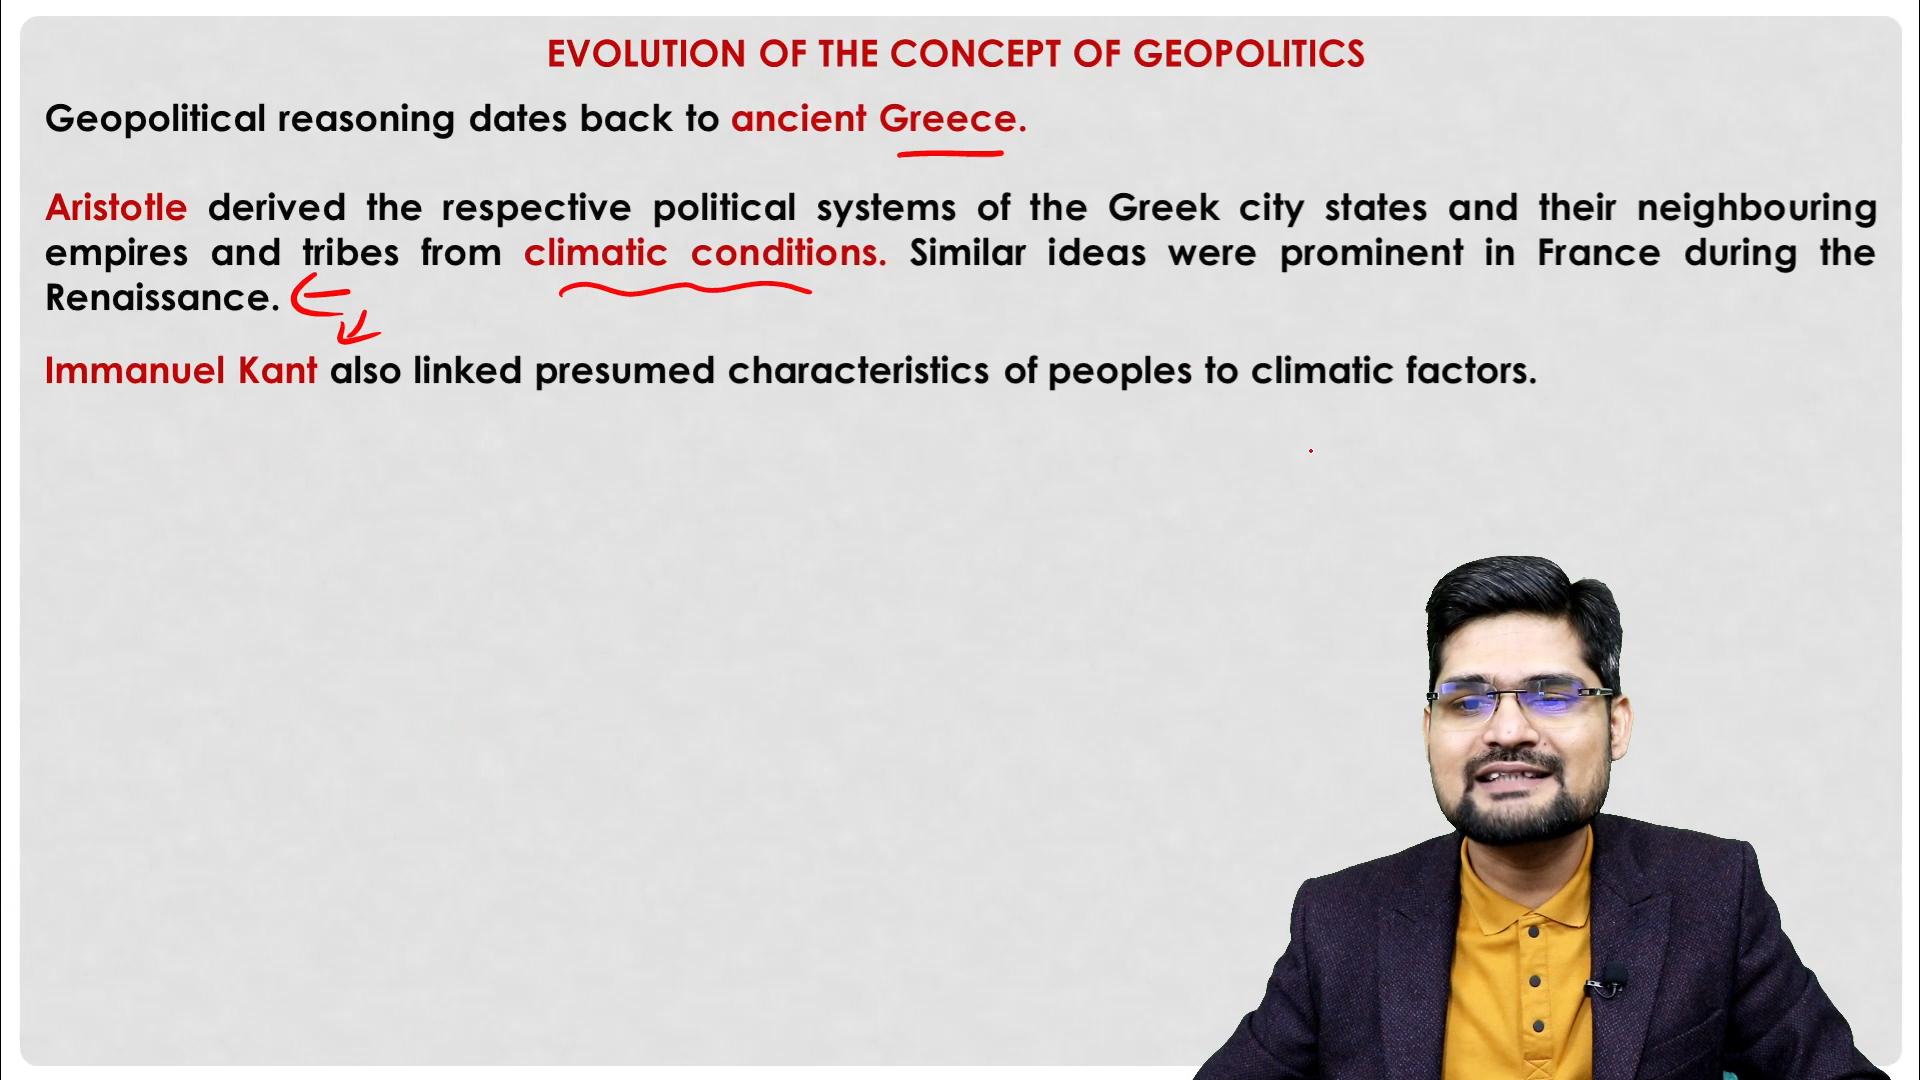 EVOLUTION OF THE CONCEPT OF GEOPOLITICS
Geopolitical reasoning dates back to ancient Greece.
Aristotle derived the respective political systems of the Greek city states and their neighbouring
empires and tribes from climatic conditions. Similar ideas were prominent in France during the
Renaissance.
Immanuel Kant also linked presumed characteristics of peoples to climatic factors.